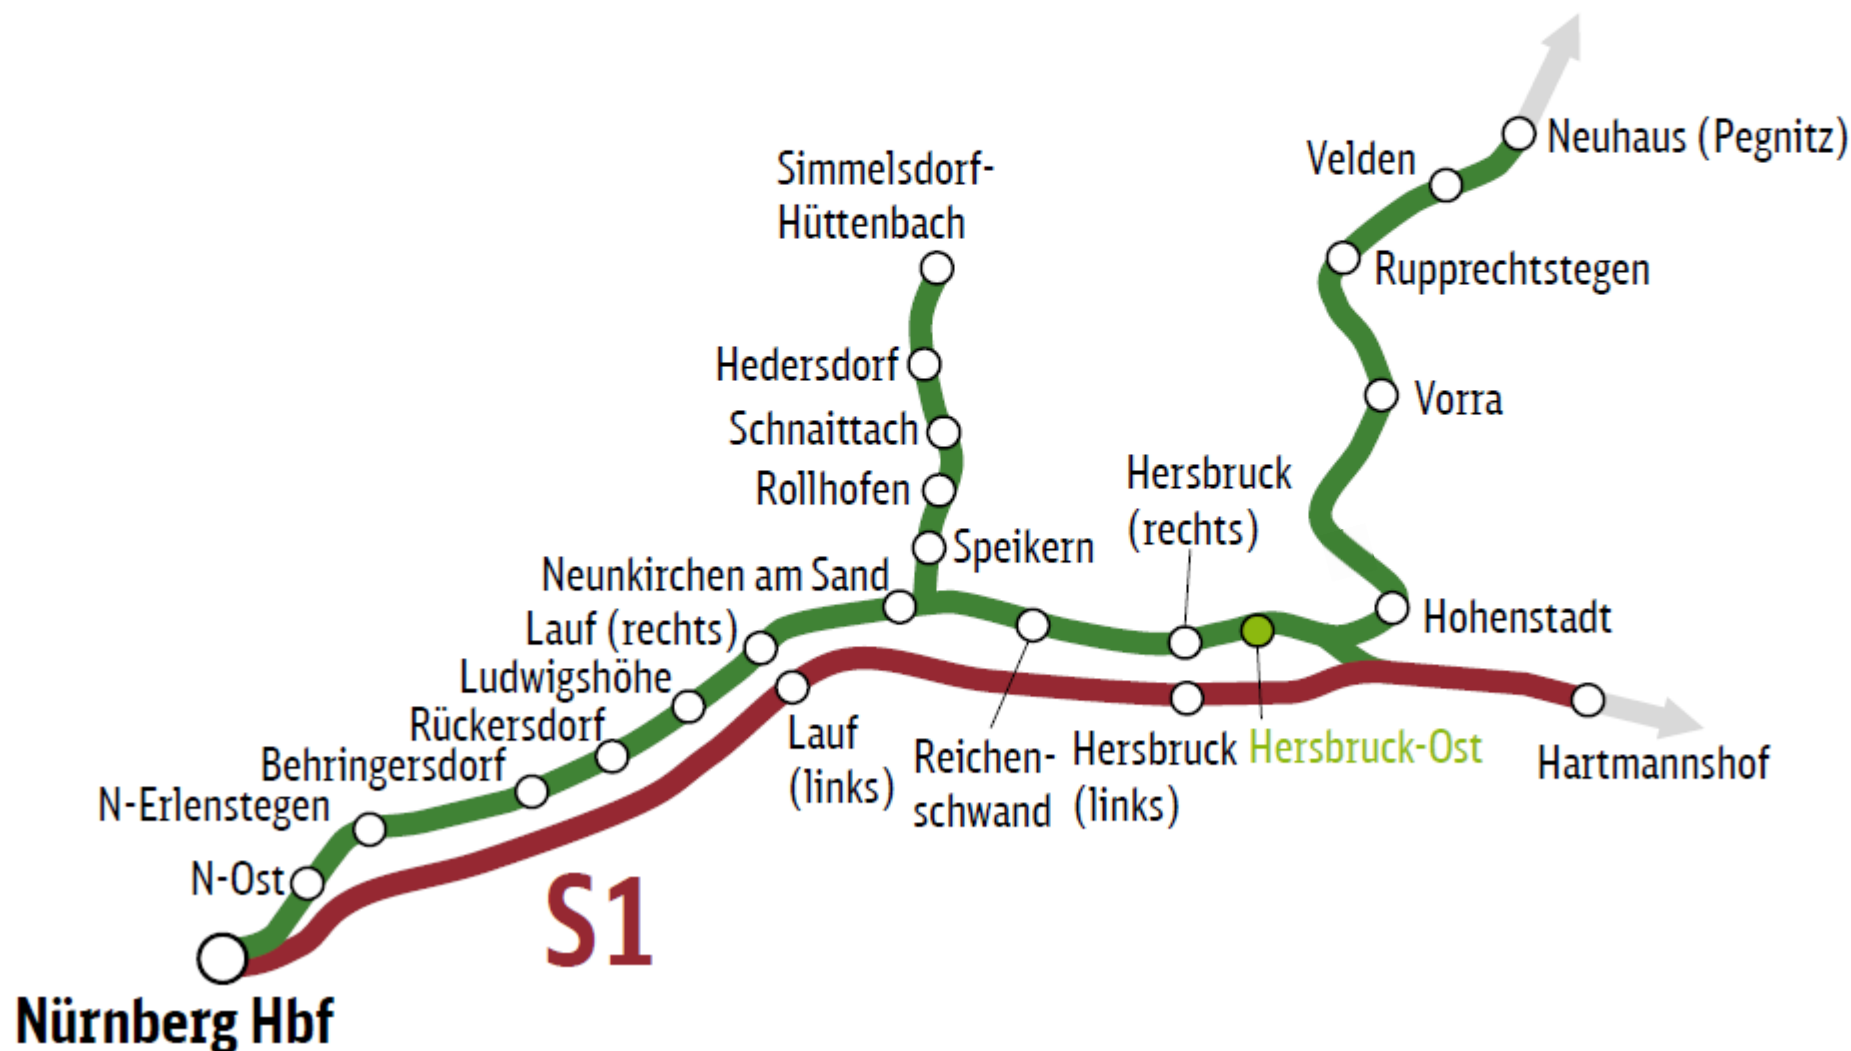 Neuhaus (Pegnitz)
Velden
Simmelsdorf-
Hüttenbach
Rupprechtstegen
Hedersdorf
Vorra
Schnaittach
Hersbruck
(rechts)
Rollhofen
Speikern
Neunkirchen am Sand
Hohenstadt
Lauf (rechts)
Ludwigshöhe
Rückersdorf
Lauf
(links)
Reichen-
schwand
Hersbruck
(links)
Hersbruck-Ost
Hartmannshof
Behringersdorf
N-Erlenstegen
N-Ost
S1
Nürnberg Hbf